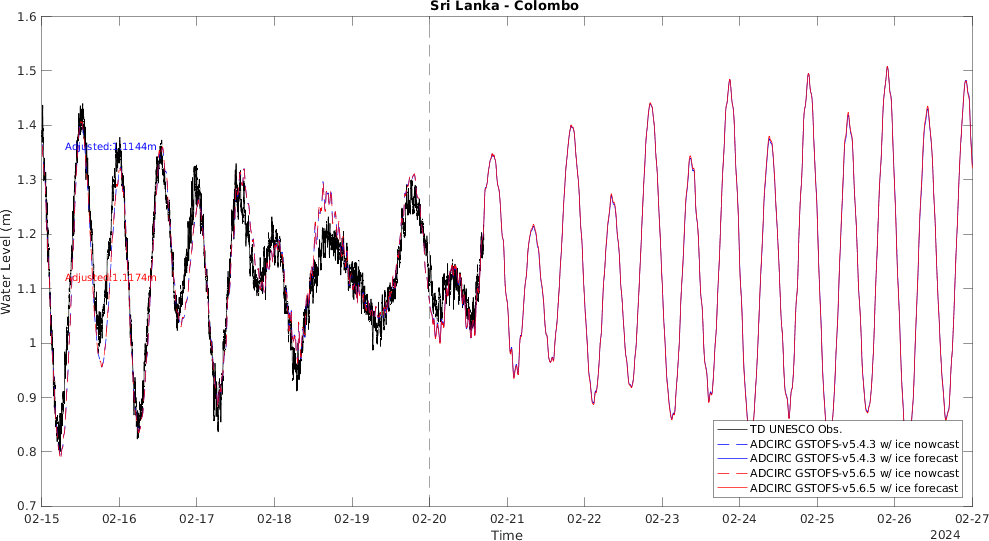 Sri Lanka - Colombo
1.6
1.5
1.4
1.3
1.2
1.1
1
0.9
0.8
0.7
Water Level (m)
Adjusted:1.1144m
Adjusted:1.1174m
TD UNESCO Obs.
ADCIRC GSTOFS-v5.4.3 w/ ice nowcast
ADCIRC GSTOFS-v5.4.3 w/ ice forecast
ADCIRC GSTOFS-v5.6.5 w/ ice nowcast
ADCIRC GSTOFS-v5.6.5 w/ ice forecast
02-15 02-16 02-17 02-18 02-19 02-20 02-21 02-22 02-23 02-24 02-25 02-26 02-27
Time
2024